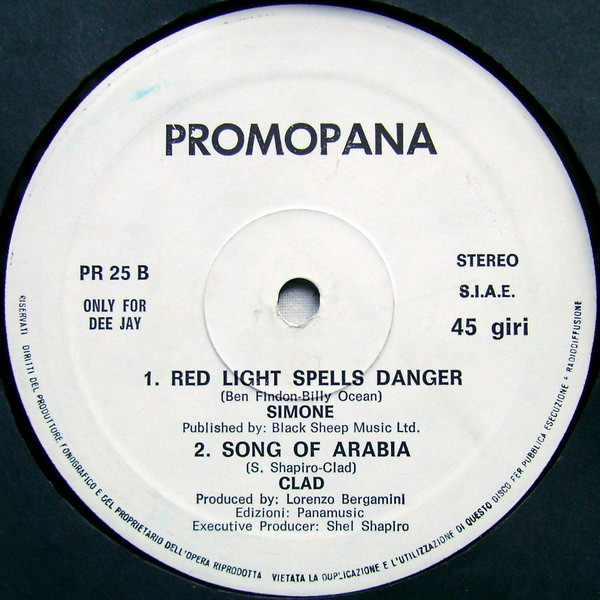 PROMOPANA
PR 25 B
ONLY FOR
DEE JAY
STEREO
S.I.A.E.
45 giri
1. RED LIGHT SPELLS DANGER
(Ben Findon-Billy Ocean)
SIMONE
Published by: Black Sheep Music Ltd.
2. SONG OF ARABIA
(S. Shapiro-Clad)
CLAD
Produced by: Lorenzo Bergamini
Edizioni: Panamusic
Executive Producer: Shel Shapiro
RISERVATI DIRITTI DEL PRODUTTORE FONOGRAFICO E DEL PROPRIETARIO DELL'OPERA RIPRODOTTA VIETATA LA DUPLICAZIONE E L'UTILIZZAZIONE DI QUESTO DISCO PER PUBBLICA ESECUZIONE - RADIODIFFUSIONE